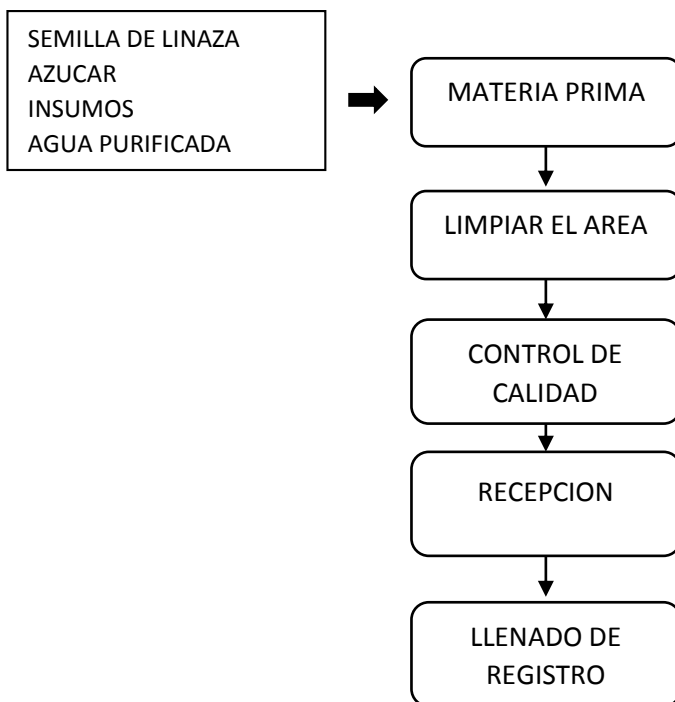 SEMILLA DE LINAZA
AZUCAR
INSUMOS
AGUA PURIFICADA
MATERIA PRIMA
LIMPIAR EL AREA
CONTROL DE
CALIDAD
RECEPCION
LLENADO DE
REGISTRO